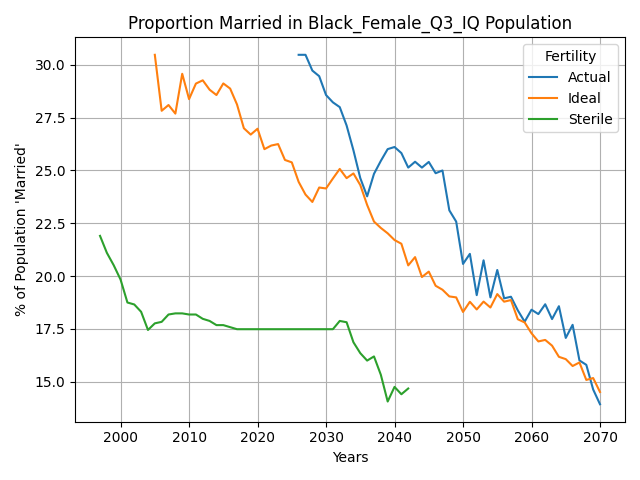 Proportion Married in Black_Female_Q3_IQ Population
% of Population 'Married'
30.0
27.5
25.0
22.5
20.0
17.5
15.0
Fertility
Actual
Ideal
Sterile
2000 2010 2020 2030 2040 2050 2060 2070
Years